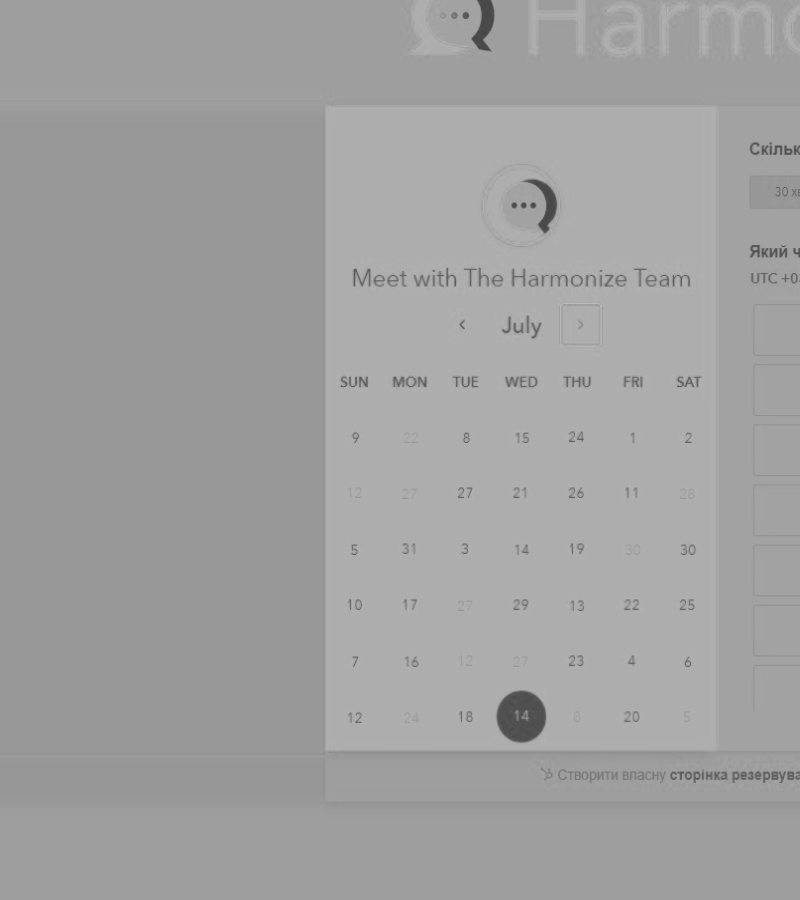 Harmo
Meet with The Harmonize Team
July
SUN MON TUE WED THU FRI SAT
9 22 8 15 24 1 2
12 27 27 21 26 11 28
5 31 3 14 19 30 30
10 17 27 29 13 22 25
7 16 12 27 23 4 6
12 24 18 14 8 20 5
Скільк
30 хв
Який ч
UTC +03
Створити власну сторінка резервува